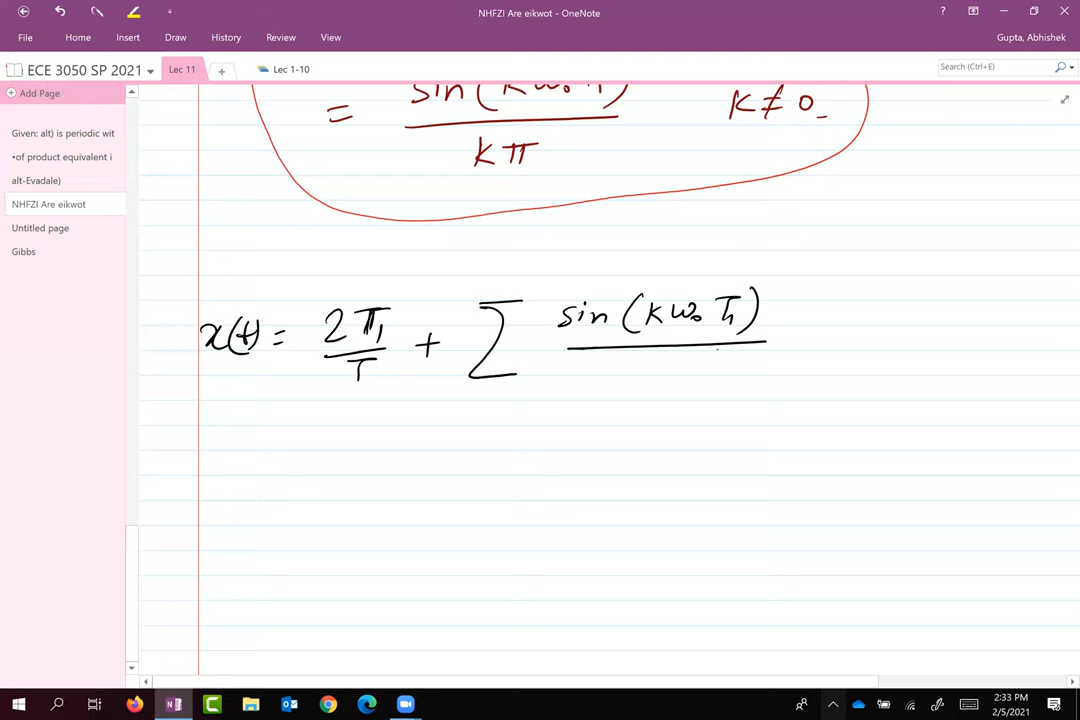 NHFZI Are eikwot - OneNote
?
File Home Insert Draw History Review View Gupta, Abhishek
ECE 3050 SP 2021 Lec 11 + Lec 1-10 Search (Ctrl+E)
Add Page
Given: alt) is periodic wit
•of product equivalent i
alt-Evadale)
NHFZI Are eikwot
Untitled page
Gibbs
= sin(kω₀T₁) / kπ k≠0
x(t) = 2T₁/T + Σ sin(kω₀T₁)
2:33 PM
2/5/2021